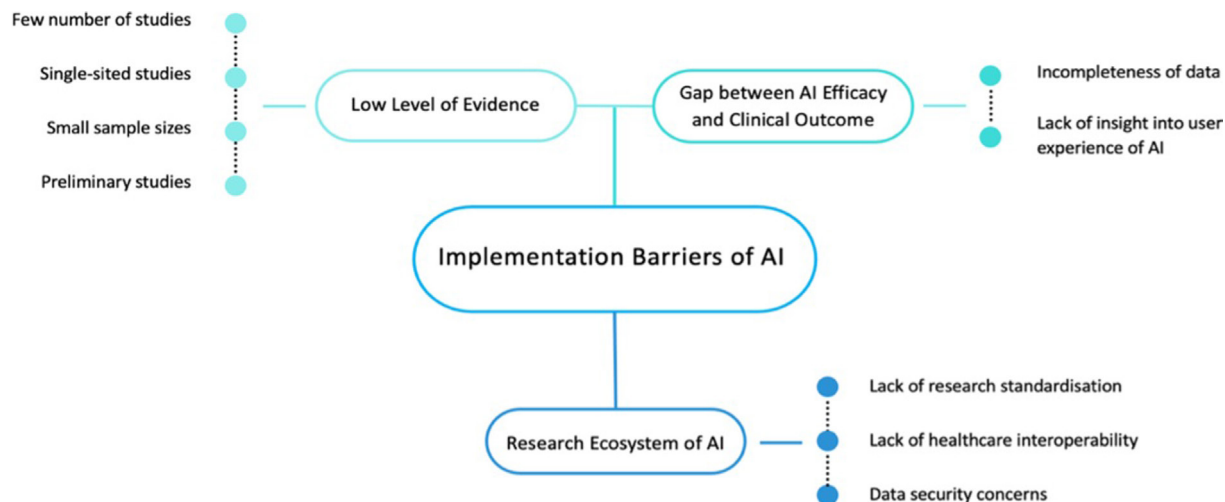 Few number of studies
Single-sited studies
Small sample sizes
Preliminary studies
Low Level of Evidence
Gap between AI Efficacy
and Clinical Outcome
Incompleteness of data
Lack of insight into user
experience of AI
Implementation Barriers of AI
Research Ecosystem of AI
Lack of research standardisation
Lack of healthcare interoperability
Data security concerns